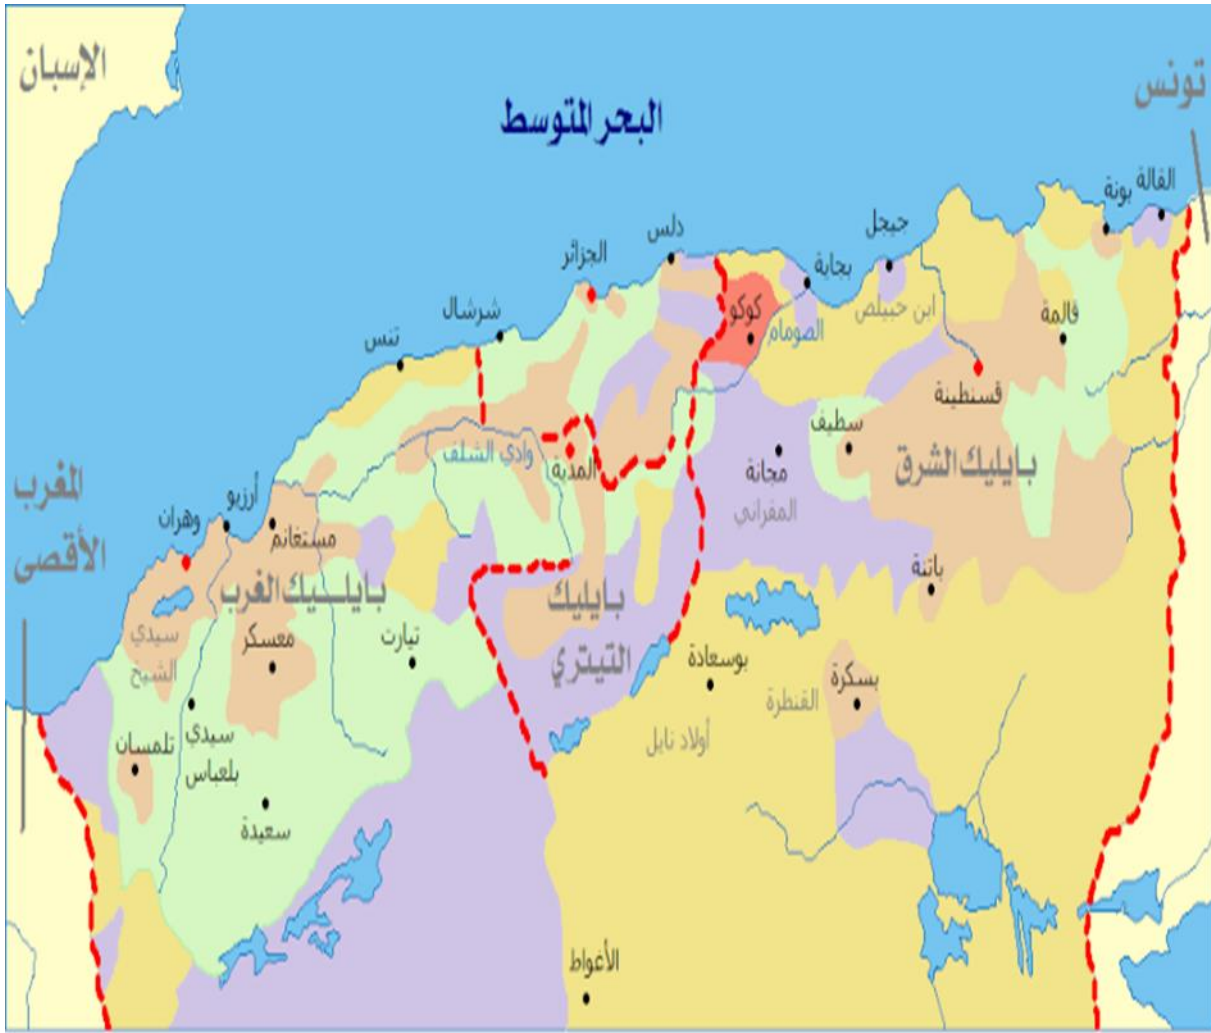 الإسبان
تونس
البحر المتوسط
القالة
بونة
جيجل
دلس
الجزائر
بجاية
شرشال
كوكو
الصومام
ابن حبيلص
قالمة
تنس
قسنطينة
سطيف
وادي الشلف
المدية
مجانة
المقراني
بايليك الشرق
المغرب
الأقصى
أرزيو
وهران
مستغانم
باتنة
بايلـيك الغرب
بايليك
التيتري
سيدي
الشيخ
معسكر
تيارت
بوسعادة
القنطرة
بسكرة
أولاد نايل
سيدي
بلعباس
تلمسان
سعيدة
الأغواط